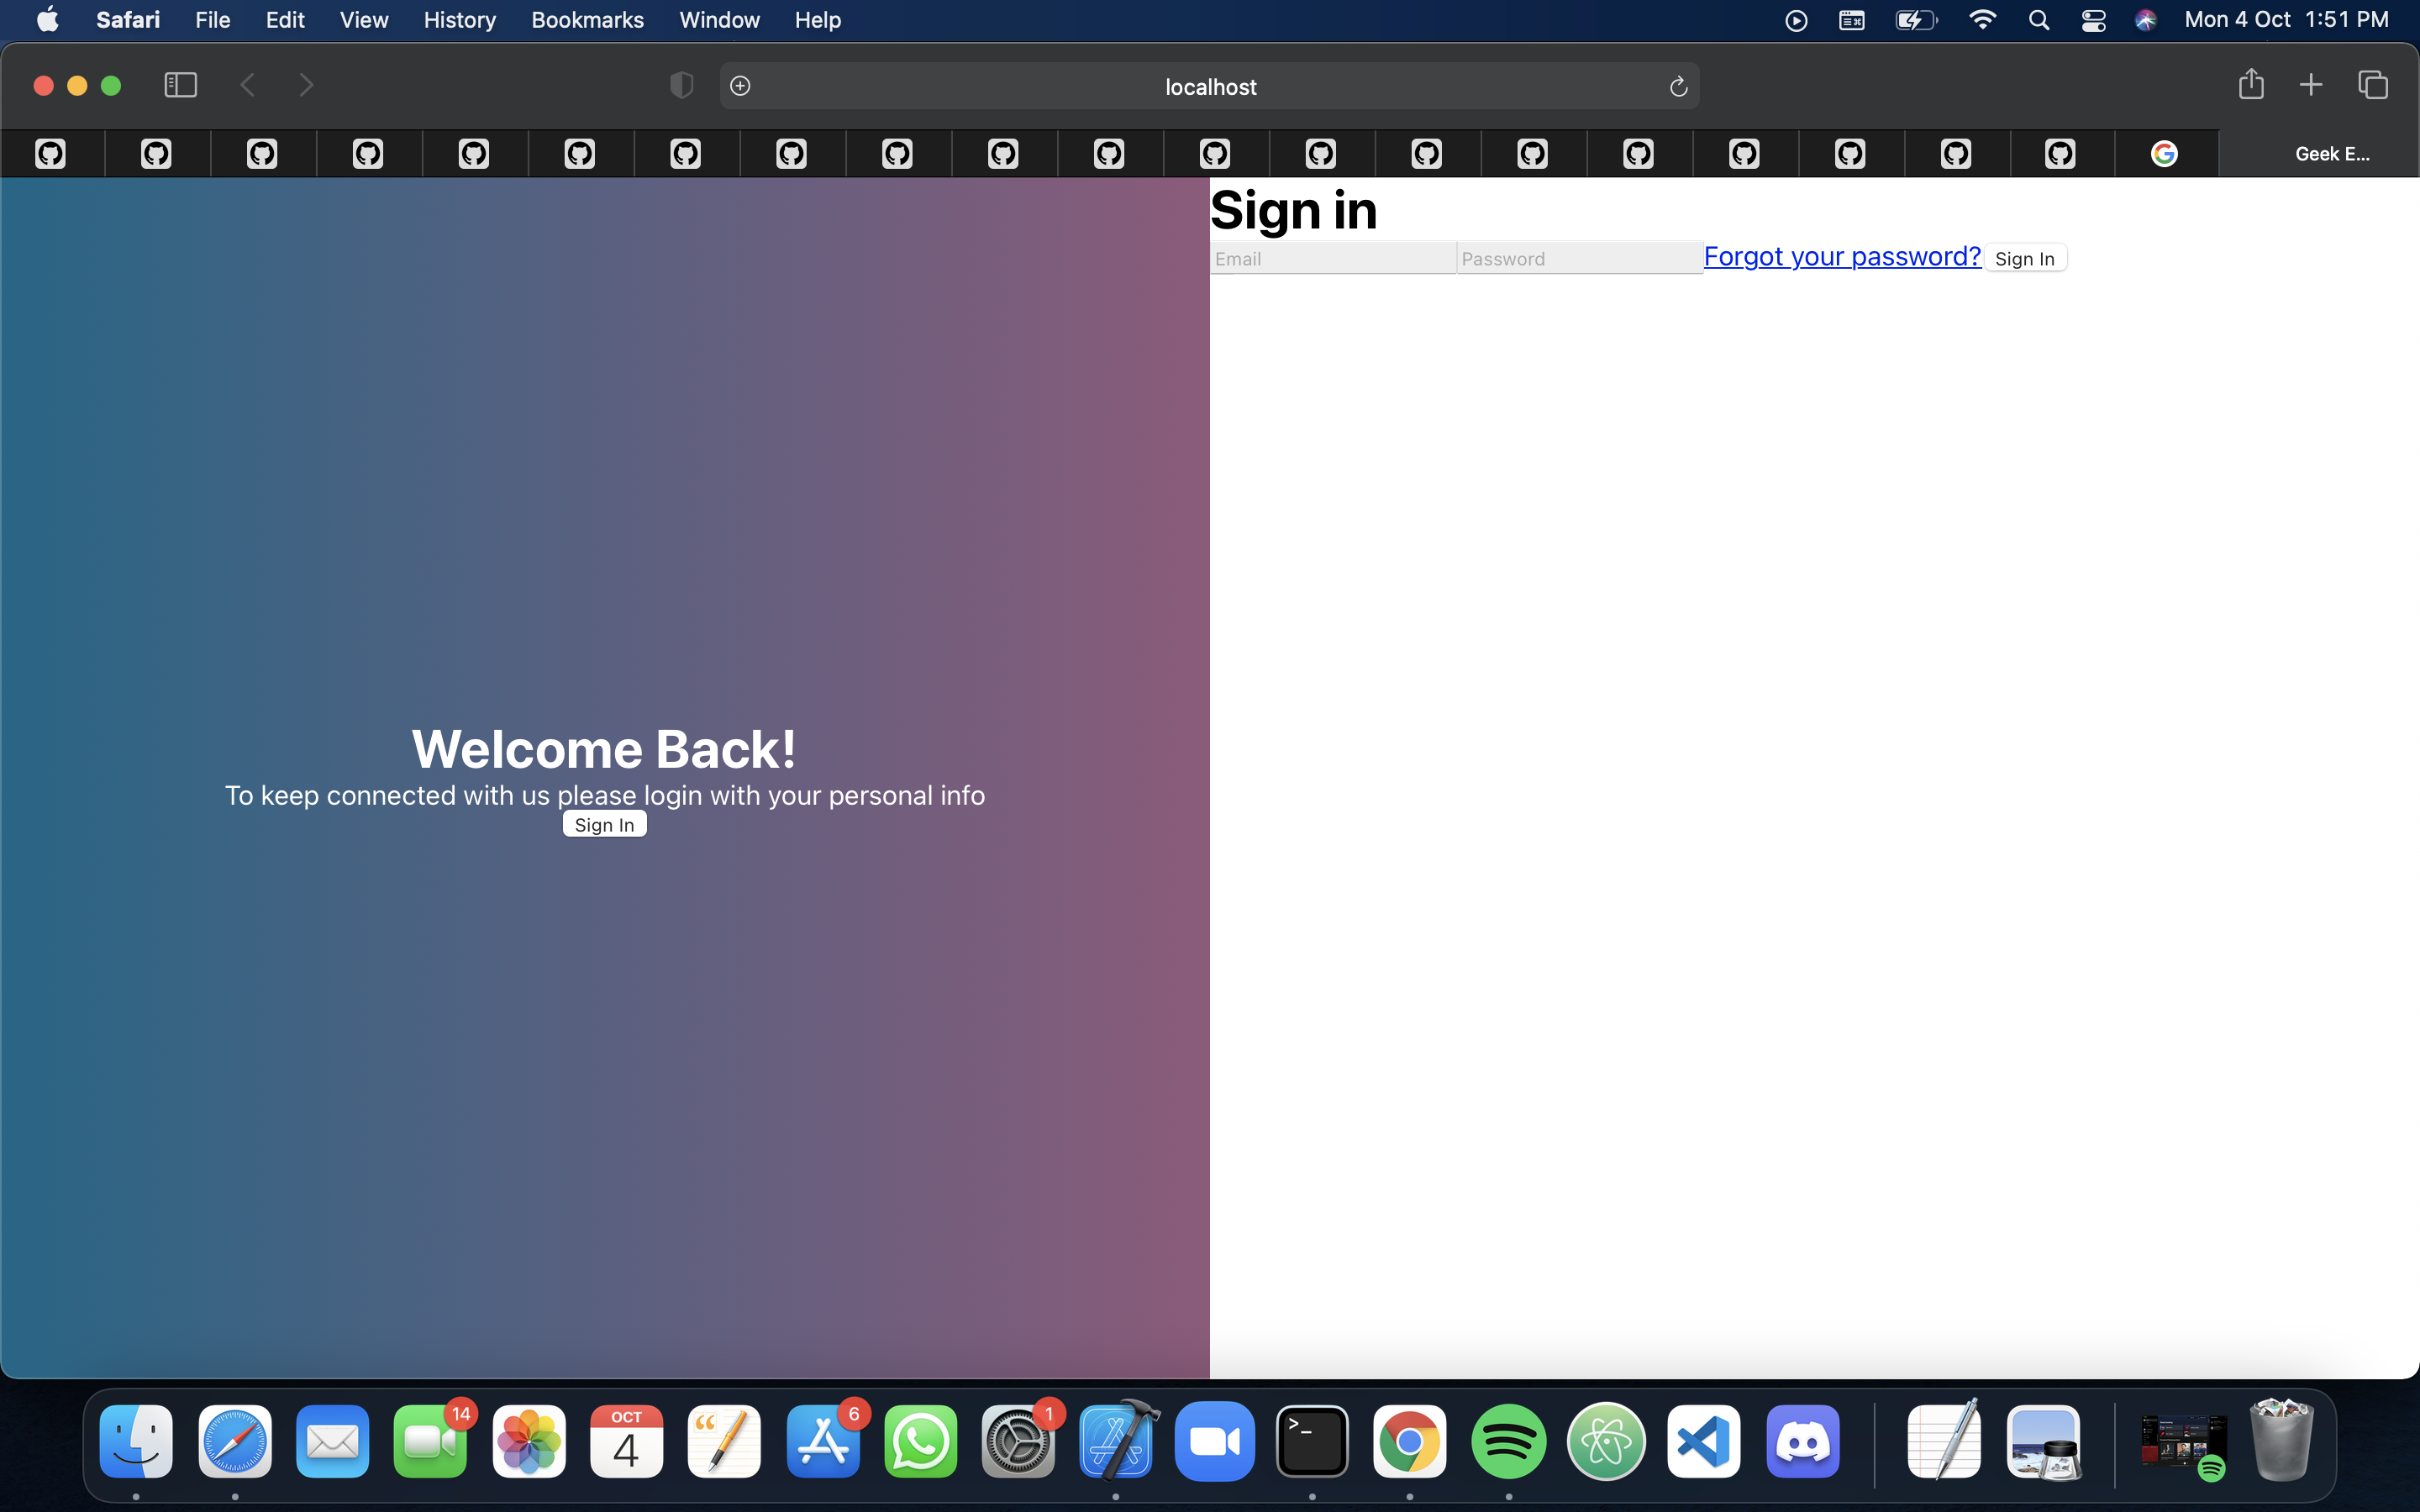 Safari File Edit View History Bookmarks Window Help Mon 4 Oct 1:51 PM
localhost
Geek E...
Sign in
Email Password Forgot your password? Sign In
Welcome Back!
To keep connected with us please login with your personal info
Sign In
14 OCT 4 6 1 >_